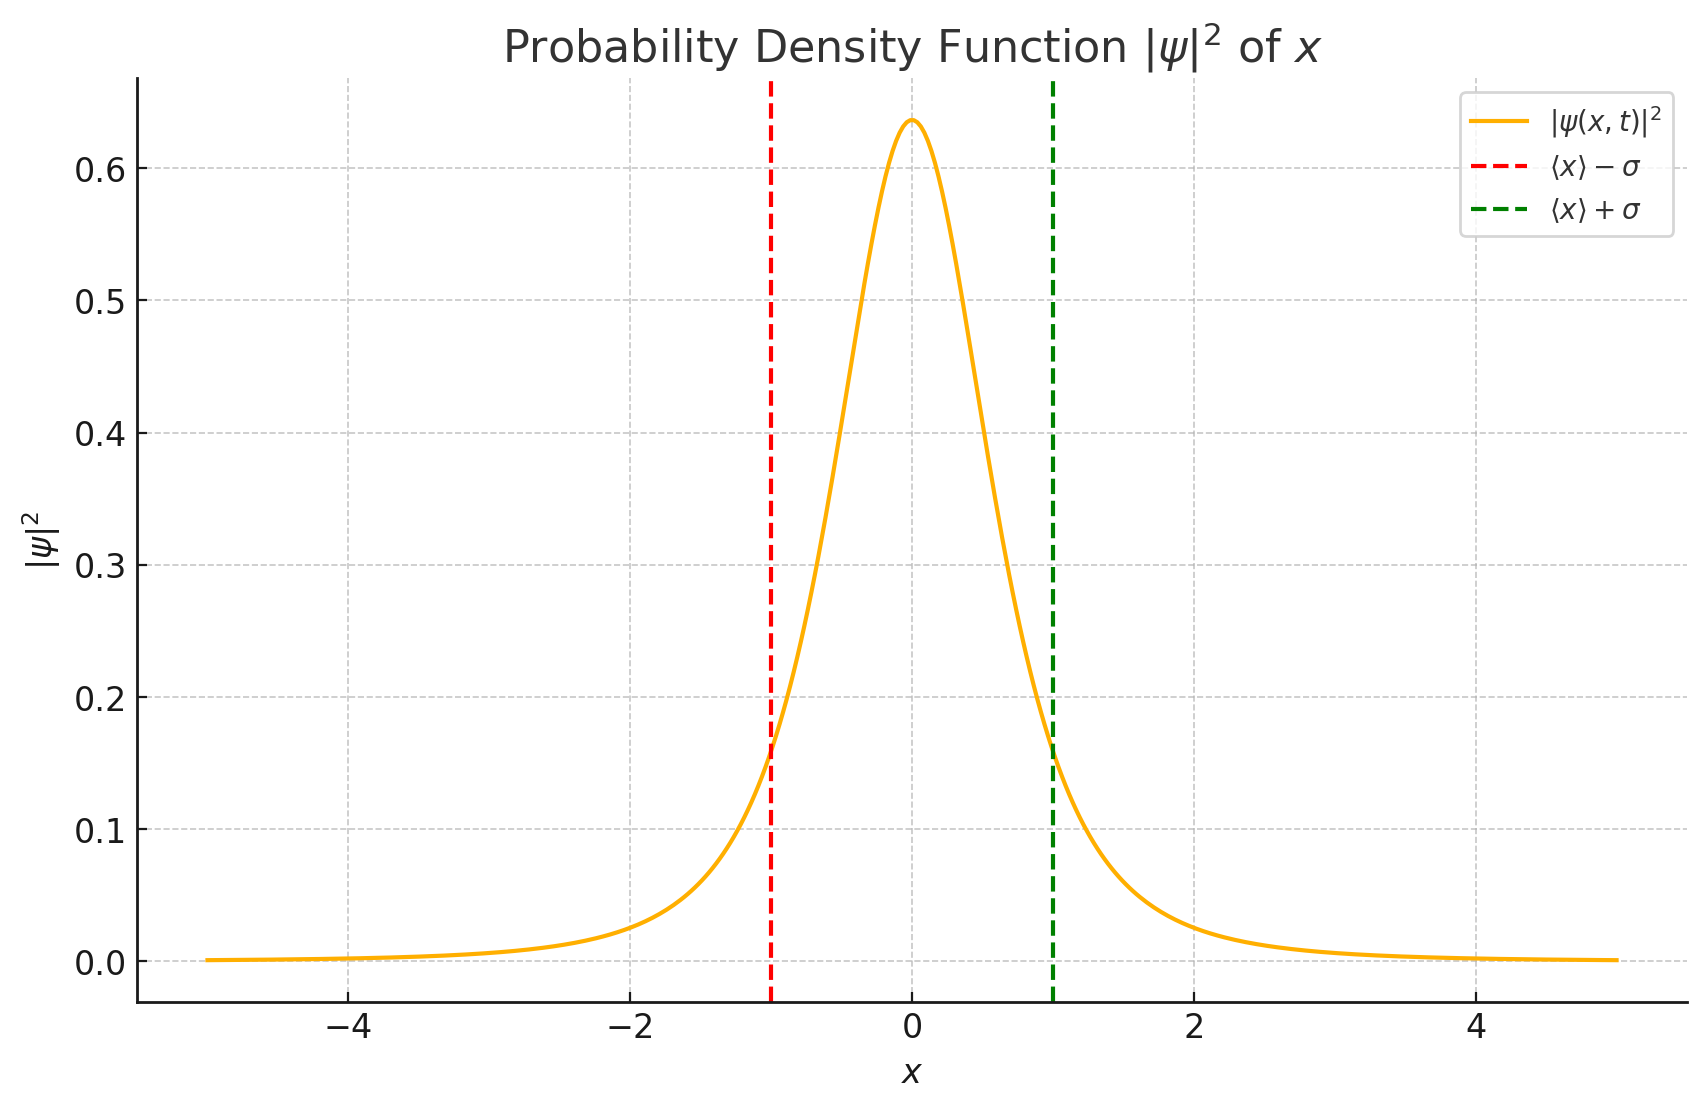 Probability Density Function |ψ|² of x
|ψ(x, t)|²
⟨x⟩ − σ
⟨x⟩ + σ
|ψ|²
0.6
0.5
0.4
0.3
0.2
0.1
0.0
−4 −2 0 2 4
x